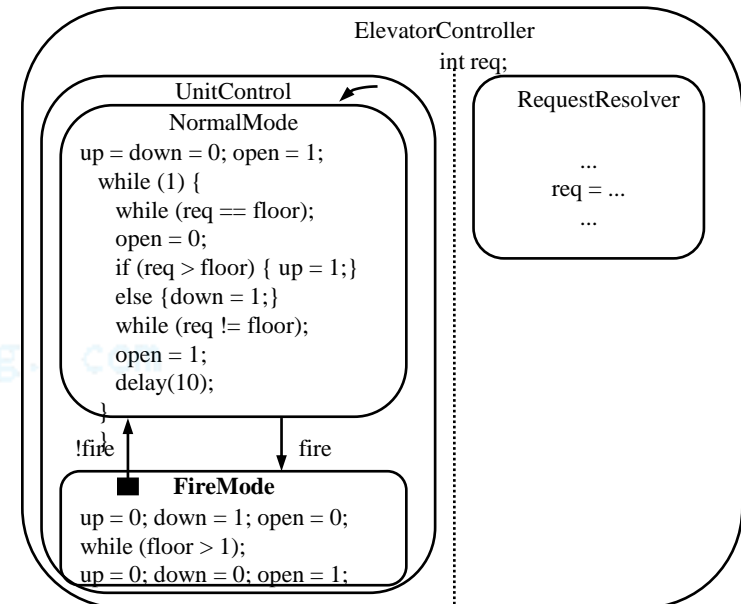 ElevatorController
int req;
UnitControl
NormalMode
up = down = 0; open = 1;
while (1) {
while (req == floor);
open = 0;
if (req > floor) { up = 1;}
else {down = 1;}
while (req != floor);
open = 1;
delay(10);
}
}
!fire
fire
FireMode
up = 0; down = 1; open = 0;
while (floor > 1);
up = 0; down = 0; open = 1;
RequestResolver
...
req = ...
...
g. com